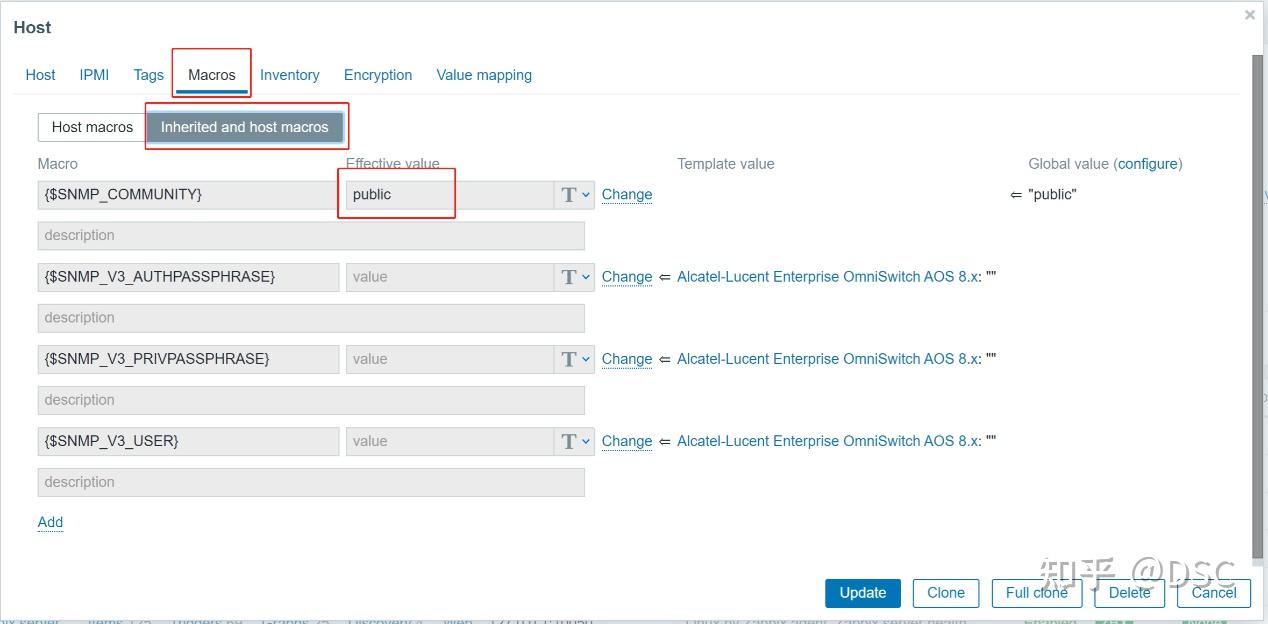 Host
×
Host IPMI Tags Macros Inventory Encryption Value mapping
Host macros Inherited and host macros
Macro Effective value Template value Global value (configure)
{$SNMP_COMMUNITY} public T Change ⇐ "public"
description
{$SNMP_V3_AUTHPASSPHRASE} value T Change ⇐ Alcatel-Lucent Enterprise OmniSwitch AOS 8.x: ""
description
{$SNMP_V3_PRIVPASSPHRASE} value T Change ⇐ Alcatel-Lucent Enterprise OmniSwitch AOS 8.x: ""
description
{$SNMP_V3_USER} value T Change ⇐ Alcatel-Lucent Enterprise OmniSwitch AOS 8.x: ""
description
Add
知乎 @DSC
Update Clone Full clone Delete Cancel